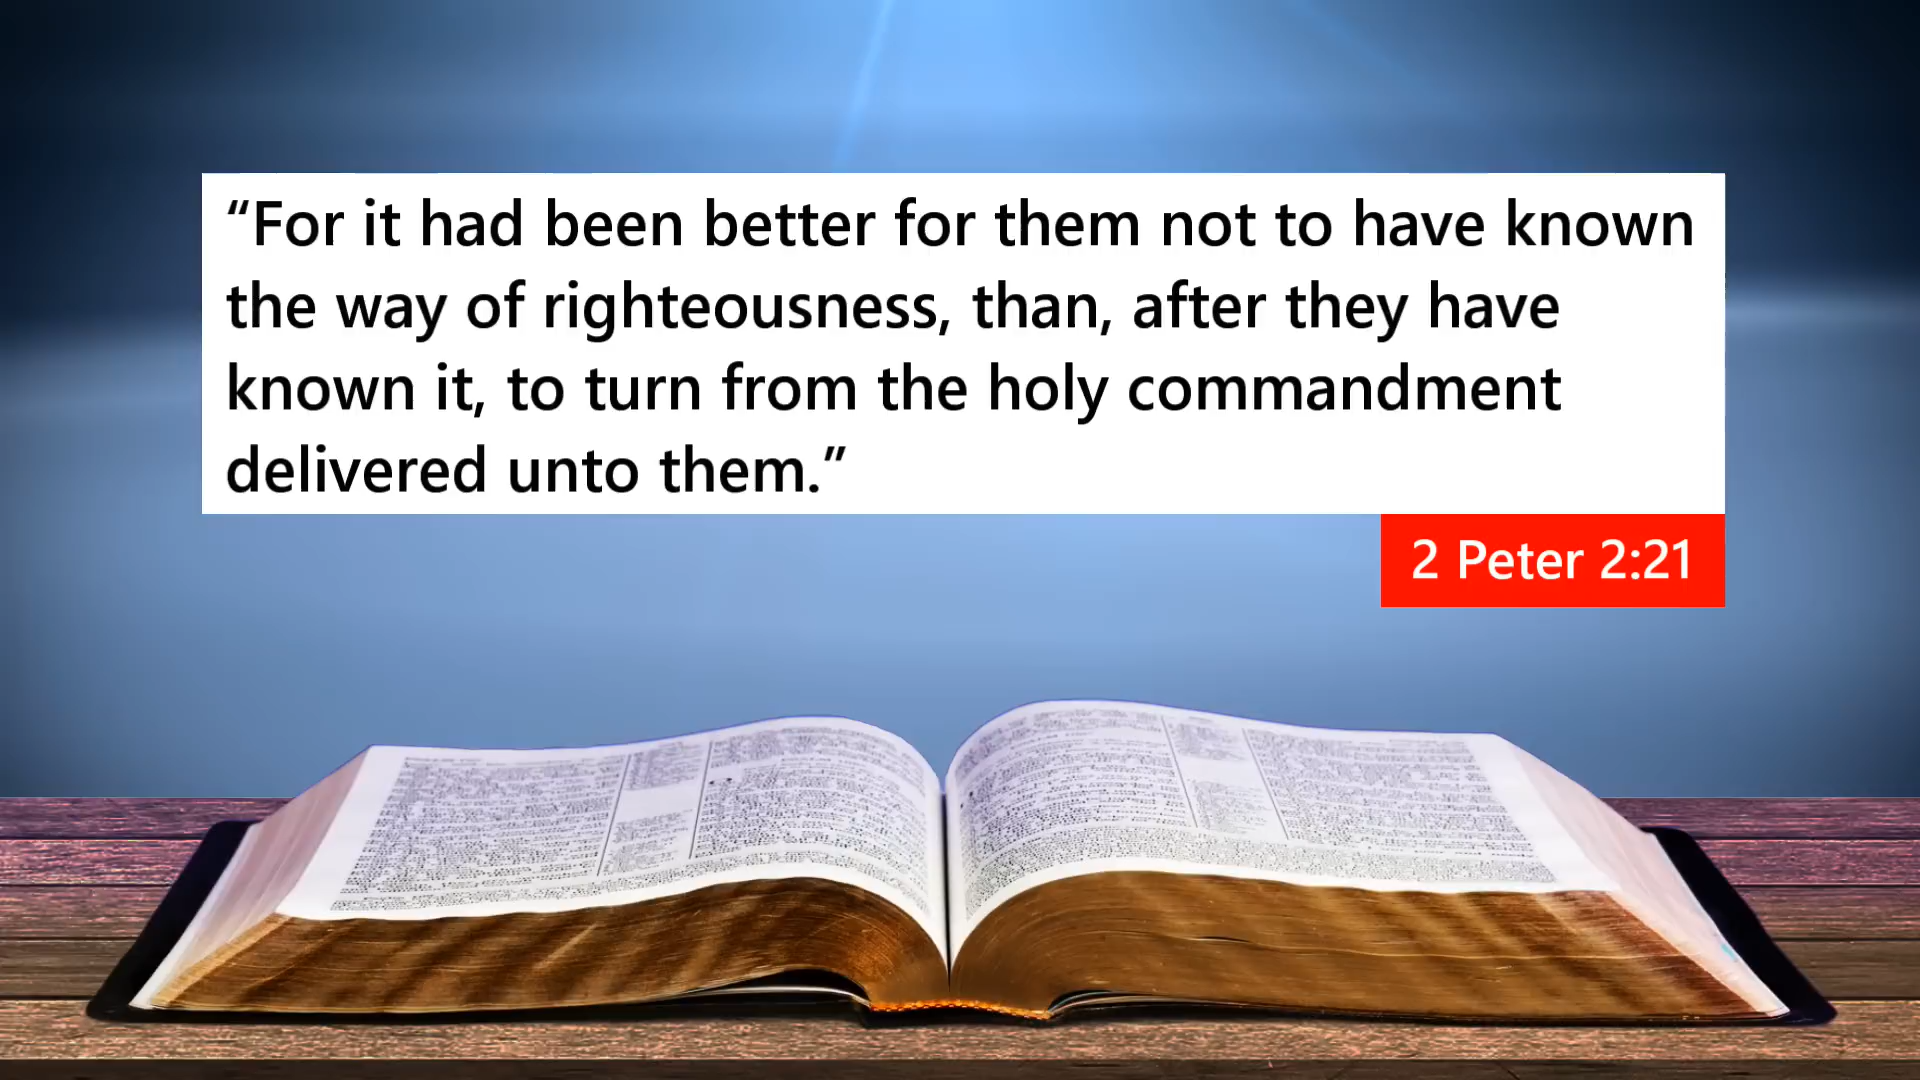 “For it had been better for them not to have known
the way of righteousness, than, after they have
known it, to turn from the holy commandment
delivered unto them.”
2 Peter 2:21